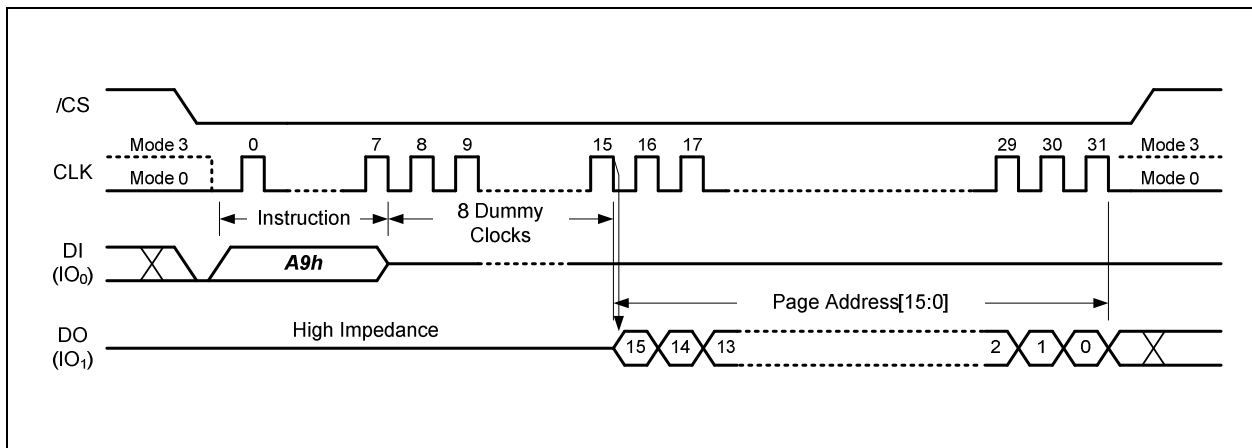 /CS
Mode 3 0 7 8 9 15 16 17 29 30 31 Mode 3
CLK
Mode 0 Mode 0
Instruction 8 Dummy
Clocks
DI
(IO0)
A9h
Page Address[15:0]
High Impedance
DO
(IO1)
15 14 13 2 1 0